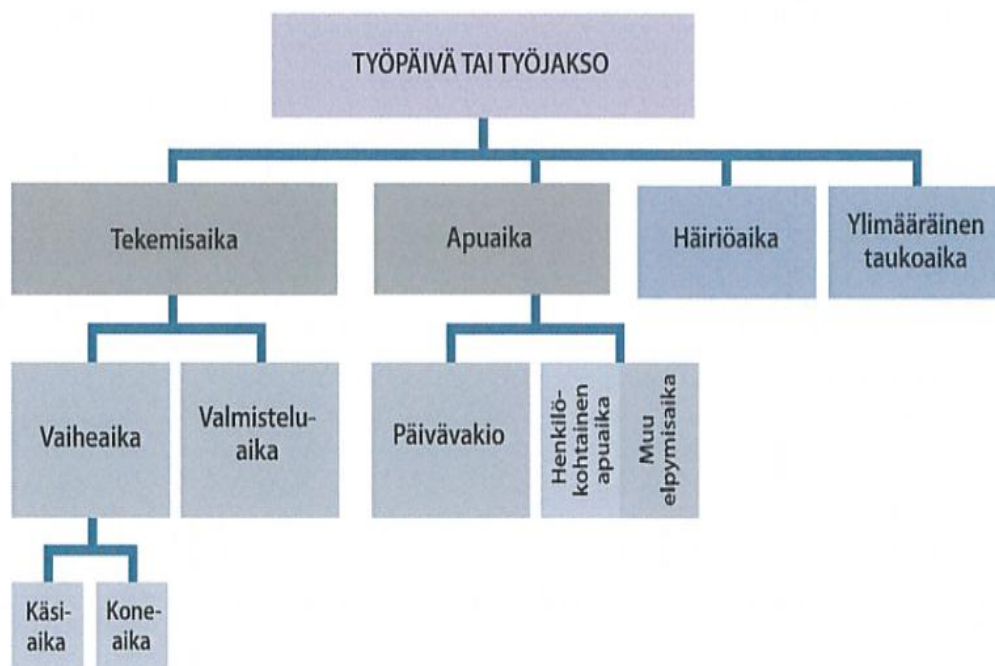 TYÖPÄIVÄ TAI TYÖJAKSO
Tekemisaika
Apuaika
Häiriöaika
Ylimääräinen
taukoaika
Vaiheaika
Valmistelu-
aika
Päivävakio
Henkilö-
kohtainen
apuaika
Muu
elpymisaika
Käsi-
aika
Kone-
aika